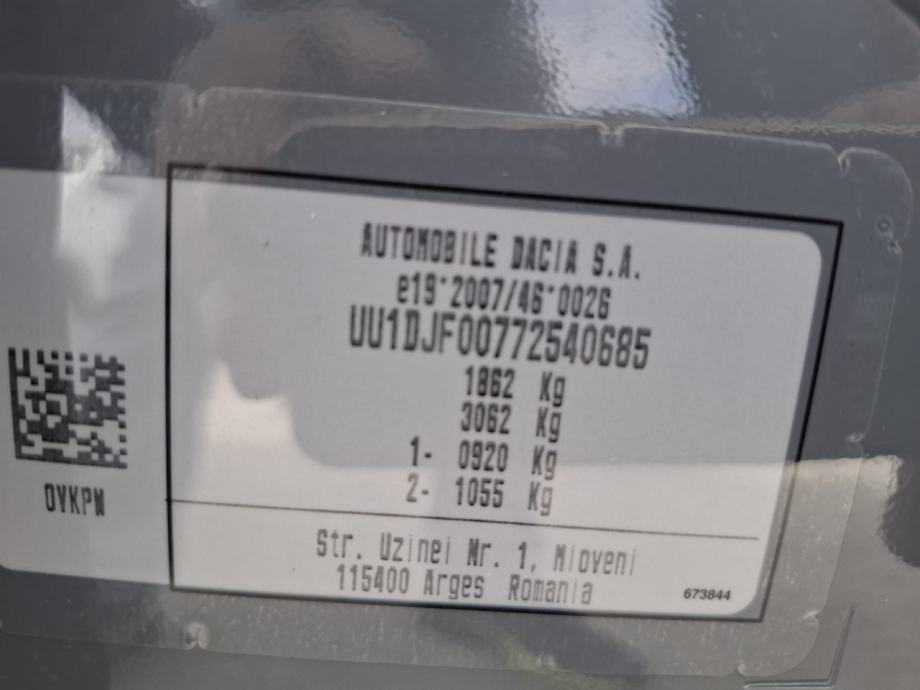 AUTOMOBILE DACIA S.A.
e19*2007/46*0026
UU1DJF00772540685
1862 Kg
3062 Kg
1- 0920 Kg
2- 1055 Kg
OVKPW
Str. Uzinei Nr. 1, Mioveni
115400 Arges Romania
673844